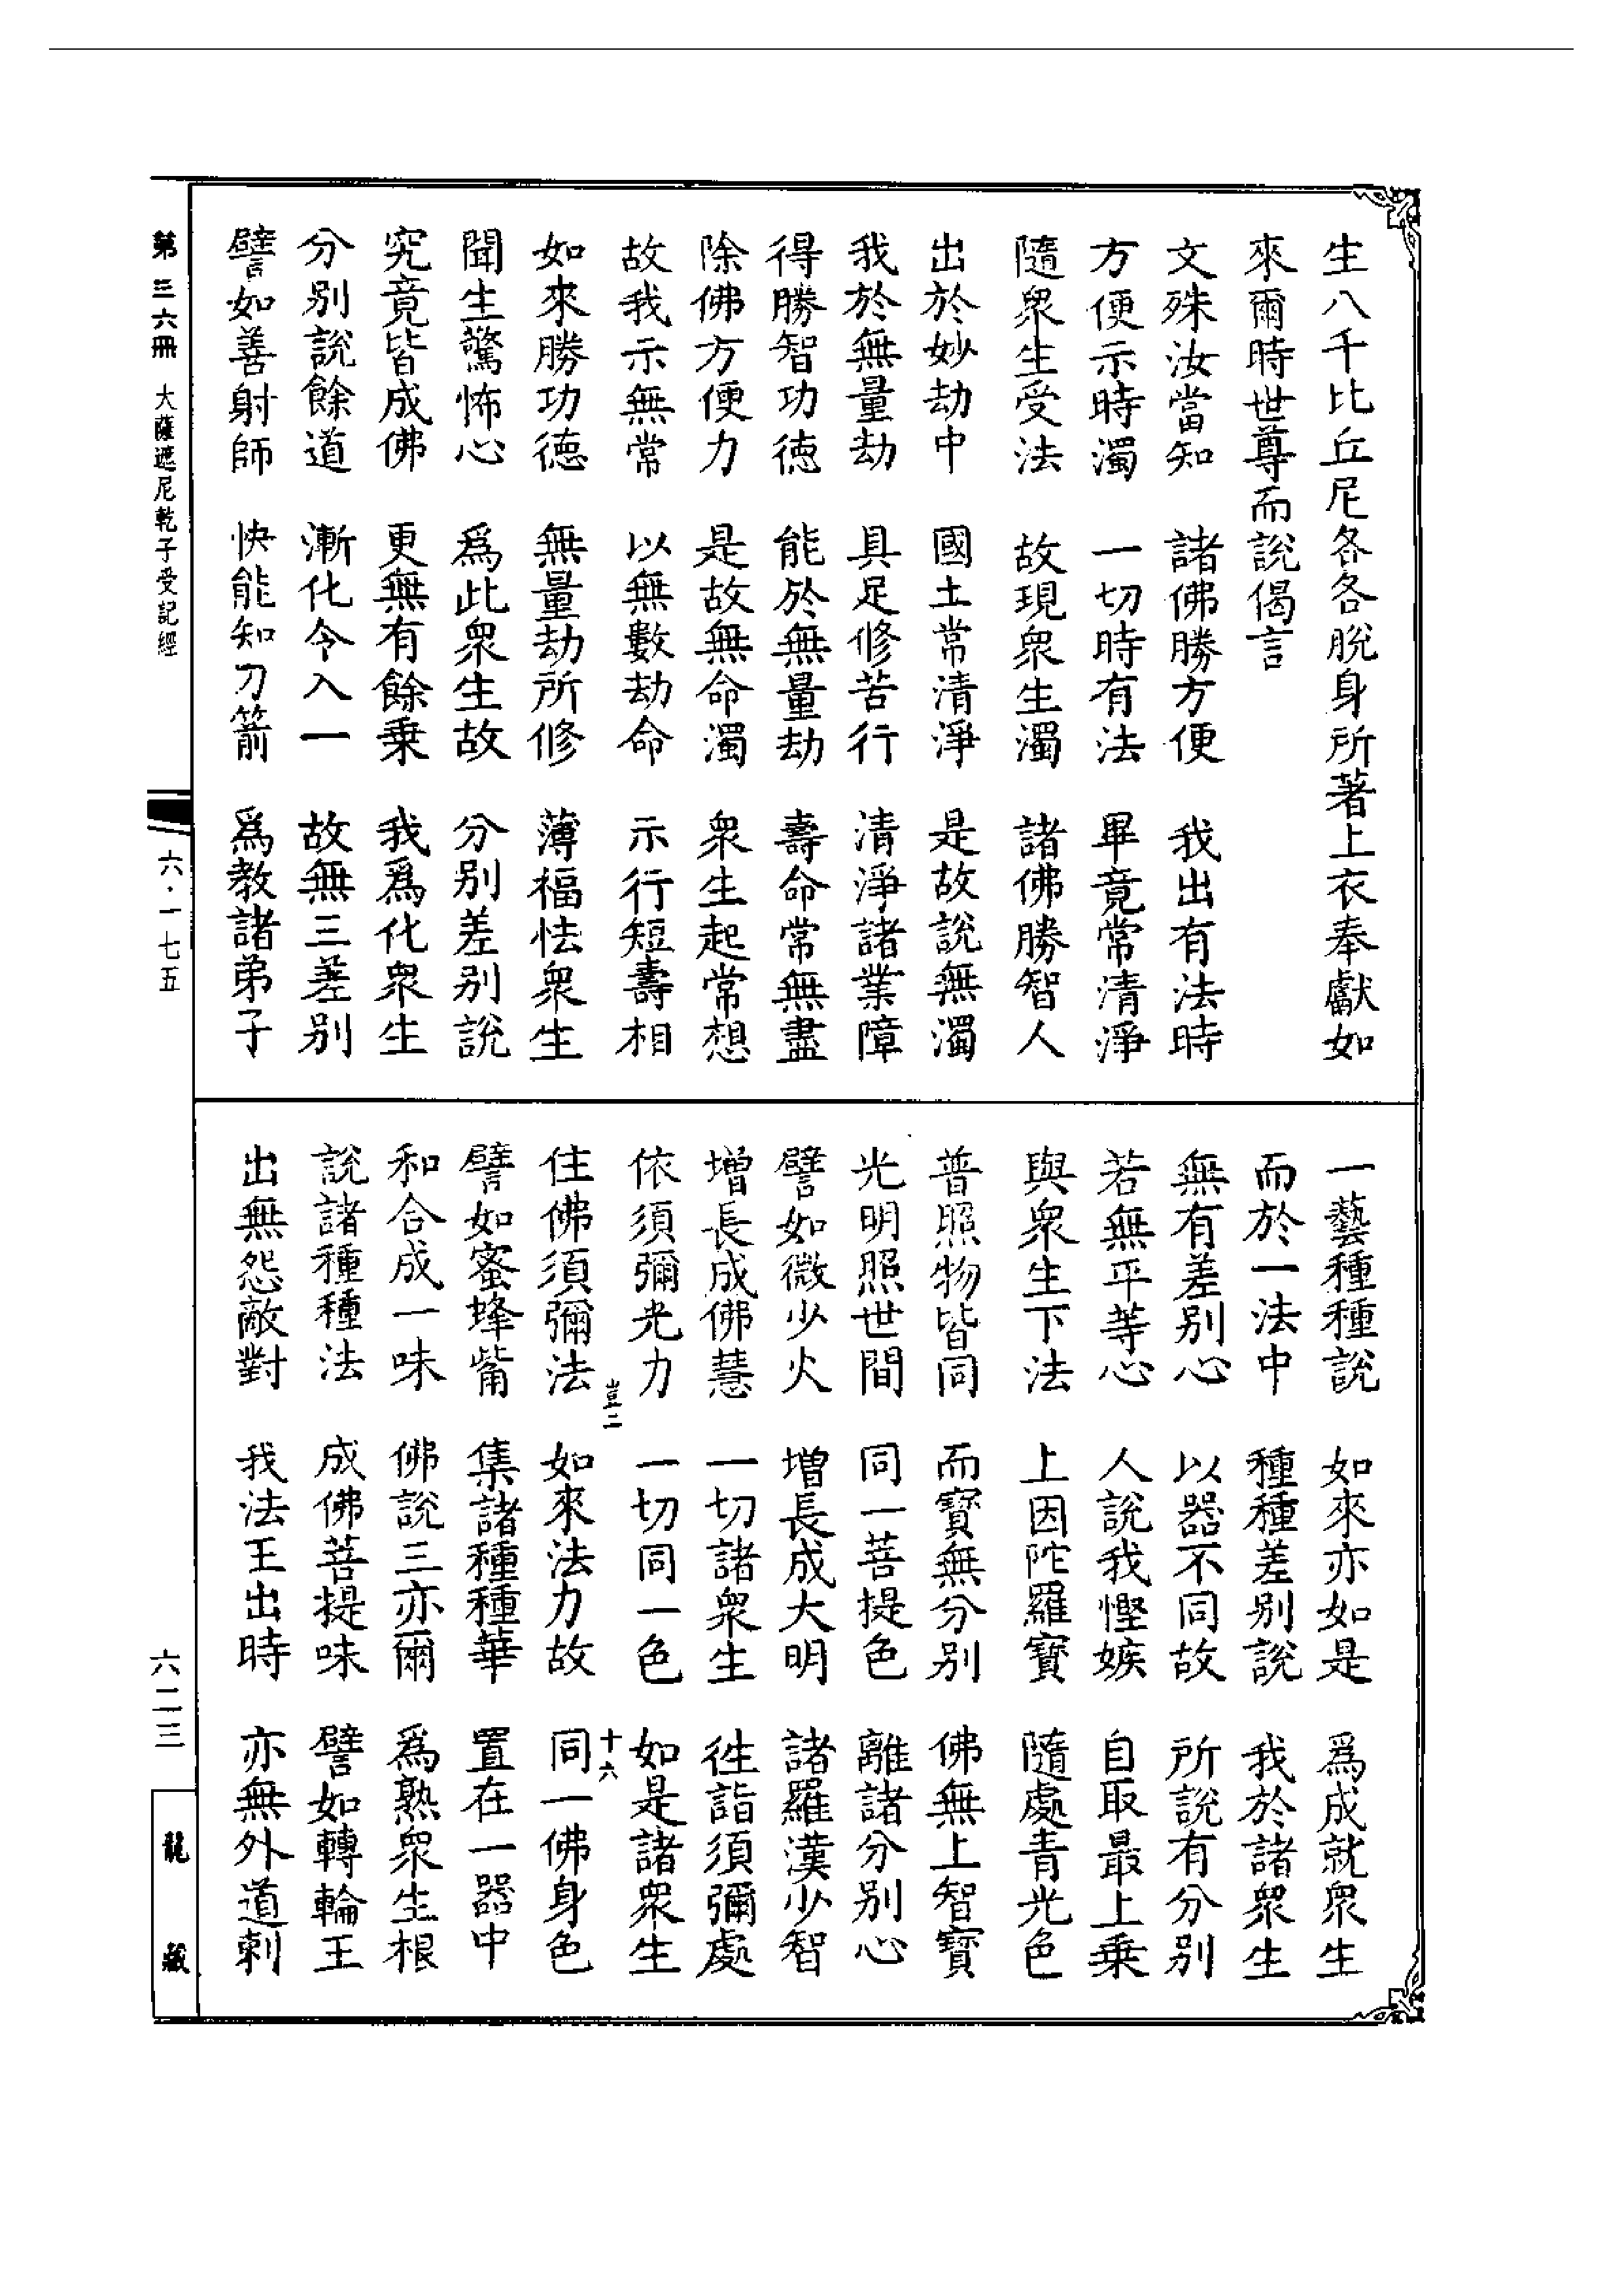 生八千比丘尼各各脫身所著上衣奉獻如
來爾時世尊而說偈言
文殊汝當知　諸佛勝方便　我出有法時
方便示時濁　一切時有法　畢竟常清淨
隨衆生受法　故現衆生濁　諸佛勝智人
出於妙劫中　國土常清淨　是故說無濁
我於無量劫　具足修苦行　清淨諸業障
得勝智功德　能於無量劫　壽命常無盡
除佛方便力　是故無命濁　衆生起常想
故我示無常　以無數劫命　示行短壽相
如來勝功德　無量劫所修　薄福怯衆生
聞生驚怖心　爲此衆生故　分别差别說
究竟皆成佛　更無有餘乗　我爲化衆生
分别說餘道　漸化令入一　故無三差别
譬如善射師　快能知刀箭　爲教諸弟子
一藝種種說　如來亦如是　爲成就衆生
而於一法中　種種差别說　我於諸衆生
無有差别心　以器不同故　所說有分别
若無平等心　人說我慳嫉　自取最上乗
與衆生下法　上因陀羅寶　隨處青光色
普照物皆同　而寶無分别　佛無上智寶
光明照世間　同一菩提色　離諸分别心
譬如微少火　增長成大明　諸羅漢少智
增長成佛慧　一切諸衆生　徃詣須彌處
依須彌光力　一切同一色　如是諸衆生
豈二　十六
住佛須彌法　如來法力故　同一佛身色
譬如蜜蜂觜　集諸種種華　置在一器中
和合成一味　佛說三亦爾　爲熟衆生根
說諸種種法　成佛菩提味　譬如轉輪王
出無怨敵對　我法王出時　亦無外道刺
第三六冊　大薩遮尼乾子受記經
六·一七五
六二三
龍藏